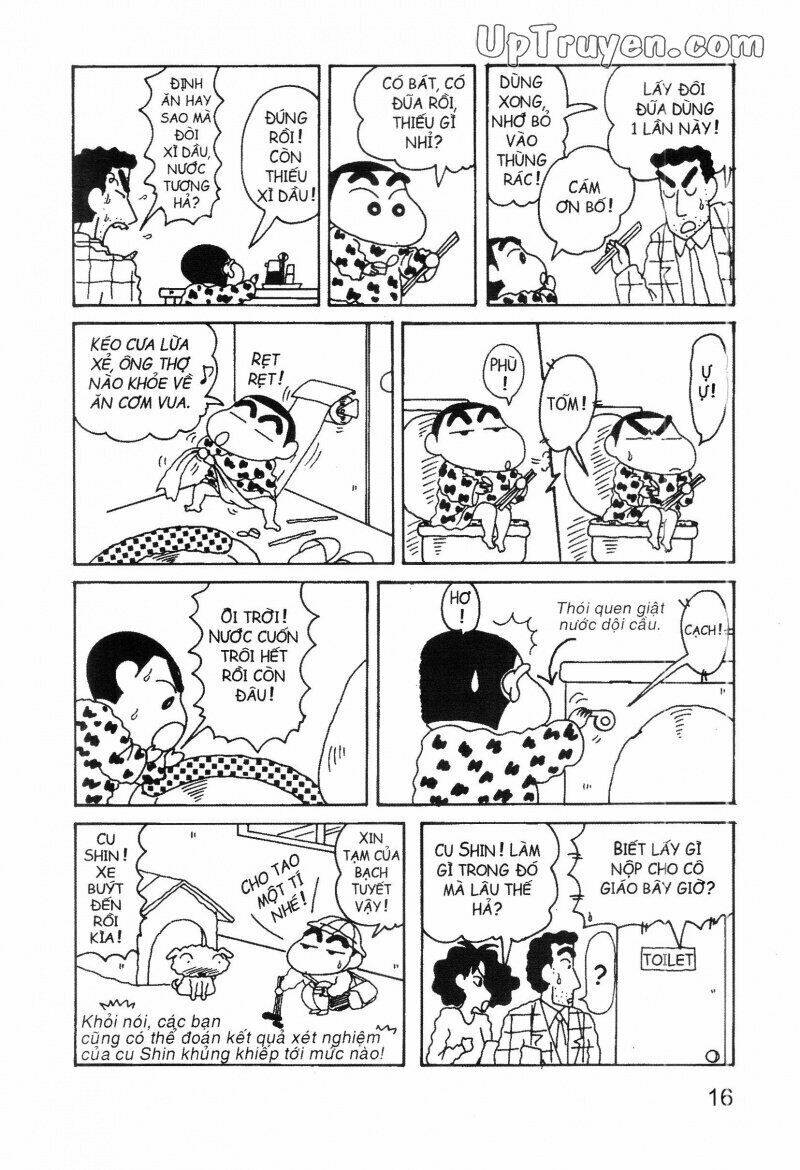 UpTruyen.com
LẤY ĐÔI
ĐŨA DÙNG
1 LẦN NÀY!
CÁM
ƠN BỐ!
DÙNG
XONG,
NHỚ BỎ
VÀO
THÙNG
RÁC!
CÓ BÁT, CÓ
ĐŨA RỒI,
THIẾU GÌ
NHỈ?
ĐÚNG
RỒI!
CÒN
THIẾU
XÌ DẦU!
ĐỊNH
ĂN HAY
SAO MÀ
ĐÒI
XÌ DẦU,
NƯỚC
TƯƠNG
HẢ?
Ự
Ự!
TỐM!
PHÙ
!
RẸT
RẸT!
KÉO CƯA LỪA
XẺ, ÔNG THỢ
NÀO KHỎE VỀ
ĂN CƠM VUA.
CẠCH!
Thói quen giật
nước dội cầu.
HƠ
!
ÔI TRỜI!
NƯỚC CUỐN
TRÔI HẾT
RỒI CÒN
ĐÂU!
BIẾT LẤY GÌ
NỘP CHO CÔ
GIÁO BÂY GIỜ?
TOILET
?
CU SHIN! LÀM
GÌ TRONG ĐÓ
MÀ LÂU THẾ
HẢ?
XIN
TẠM CỦA
BẠCH
TUYẾT
VẬY!
CHO TAO
MỘT TÍ
NHÉ!
CU
SHIN!
XE
BUÝT
ĐẾN
RỒI
KÌA!
Khỏi nói, các bạn
cũng có thể đoán kết quả xét nghiệm
của cu Shin khủng khiếp tới mức nào!
16